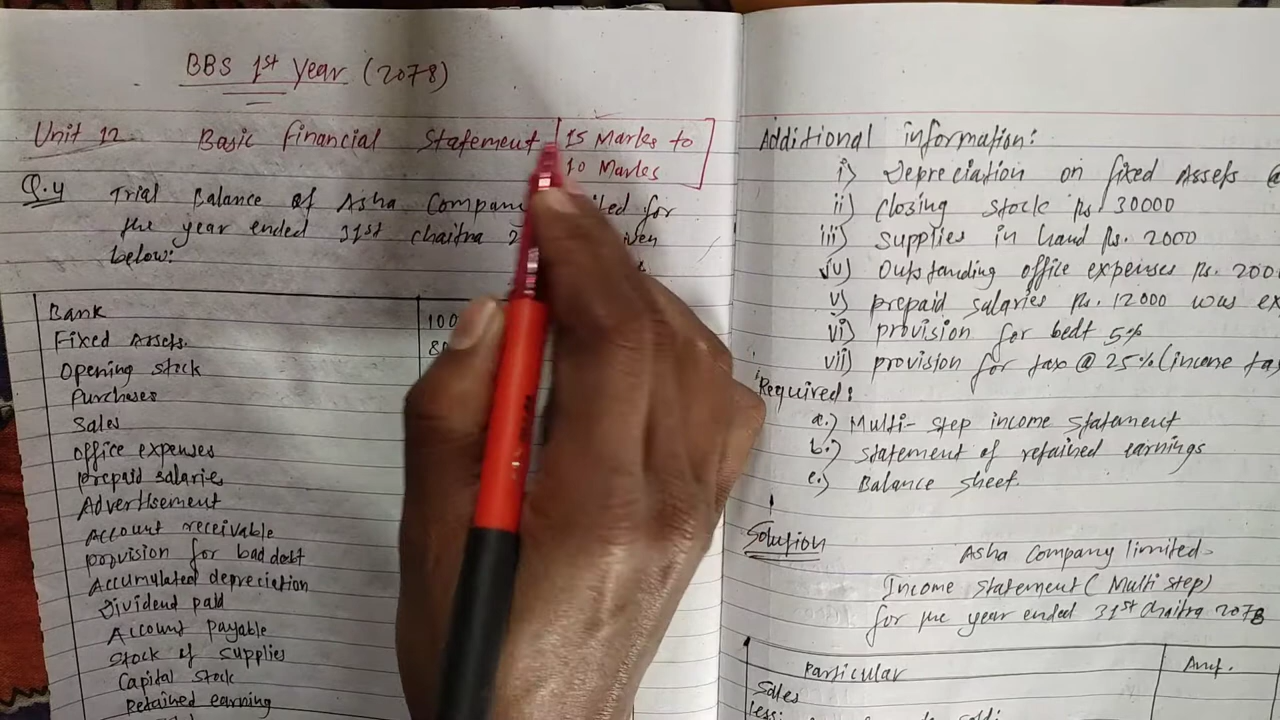 BBS 1st Year (2078)
Unit 12 Basic Financial Statement 15 Marks to
10 Marks
Q.4 Trial Balance of Asha Company for
the year ended 31st chaitra
below:
Bank 100
Fixed Assets.
Opening stock
Purchases
Sales
Office expenses
prepaid salaries
Advertisement
Account receivable
provision for bad debt
Accumulated depreciation
Dividend paid
Account payable
Stock of supplies
Capital stock
Retained earning
Additional information:
i) Depreciation on fixed Assets @
ii) Closing stock Rs. 30000
iii) Supplies in hand Rs. 2000
iv) Outstanding office expenses Rs. 200
v) prepaid salaries Rs. 12000 was ex
vi) provision for bedt 5%
vii) provision for tax @ 25% (income tax
Required:
a.) Multi-step income statement
b.) Statement of retained earnings
c.) Balance sheet.
Solution
Asha Company limited.
Income Statement (Multi step)
for the year ended 31st Chaitra 2078
particular Amt.
Sales
less: